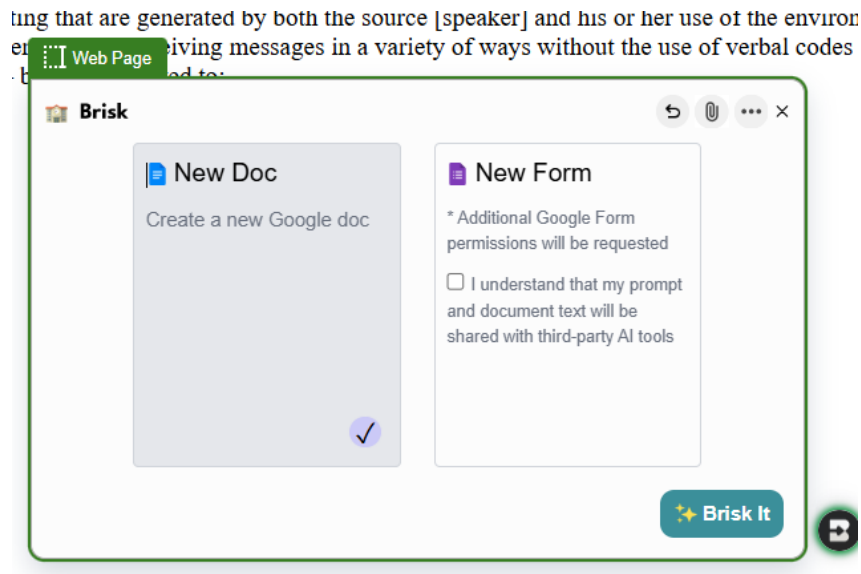 ting that are generated by both the source [speaker] and his or her use of the environ
eiving messages in a variety of ways without the use of verbal codes
Web Page
ed to:
Brisk
New Doc
Create a new Google doc
New Form
* Additional Google Form
permissions will be requested
I understand that my prompt
and document text will be
shared with third-party AI tools
Brisk It